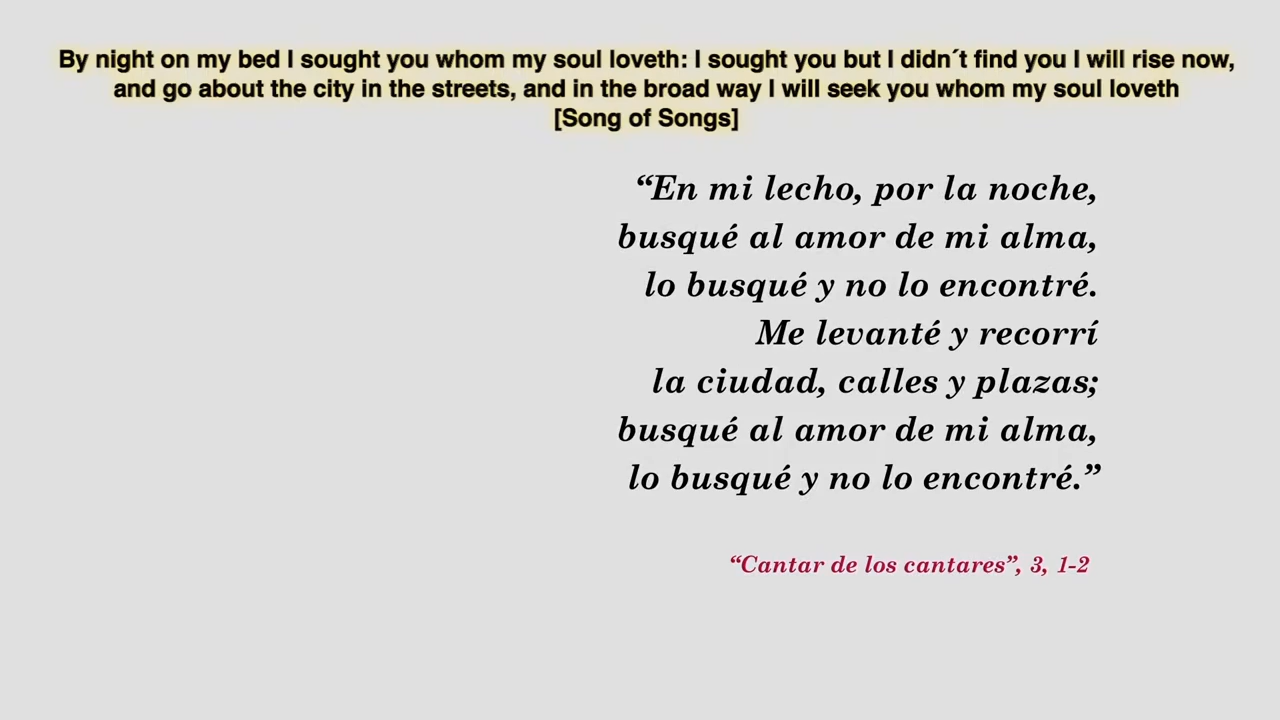 By night on my bed I sought you whom my soul loveth: I sought you but I didn´t find you I will rise now,
and go about the city in the streets, and in the broad way I will seek you whom my soul loveth
[Song of Songs]
“En mi lecho, por la noche,
busqué al amor de mi alma,
lo busqué y no lo encontré.
Me levanté y recorrí
la ciudad, calles y plazas;
busqué al amor de mi alma,
lo busqué y no lo encontré.”
“Cantar de los cantares”, 3, 1-2